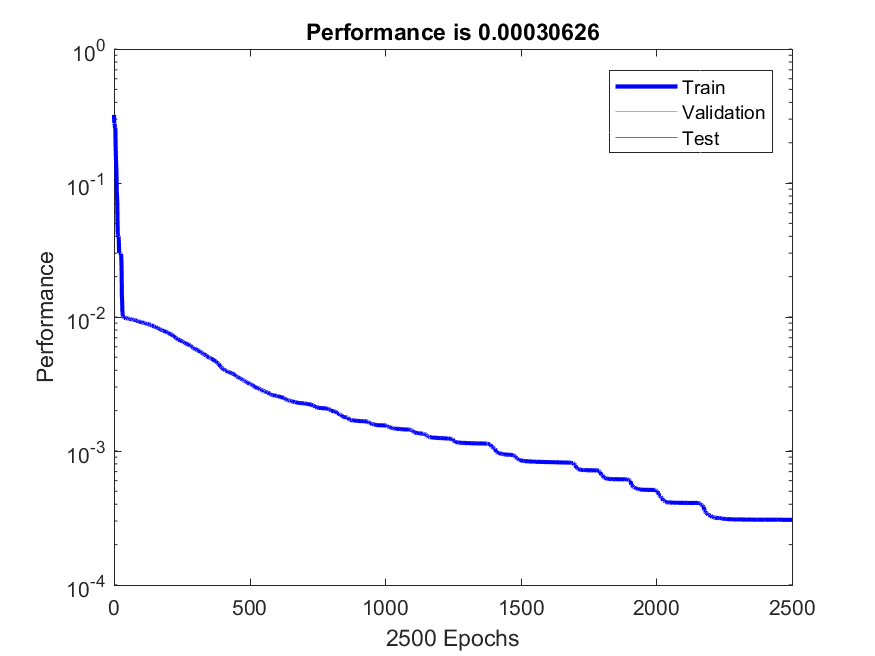 Performance is 0.00030626
10^0
10^-1
10^-2
10^-3
10^-4
Performance
Train
Validation
Test
0
500
1000
1500
2000
2500
2500 Epochs